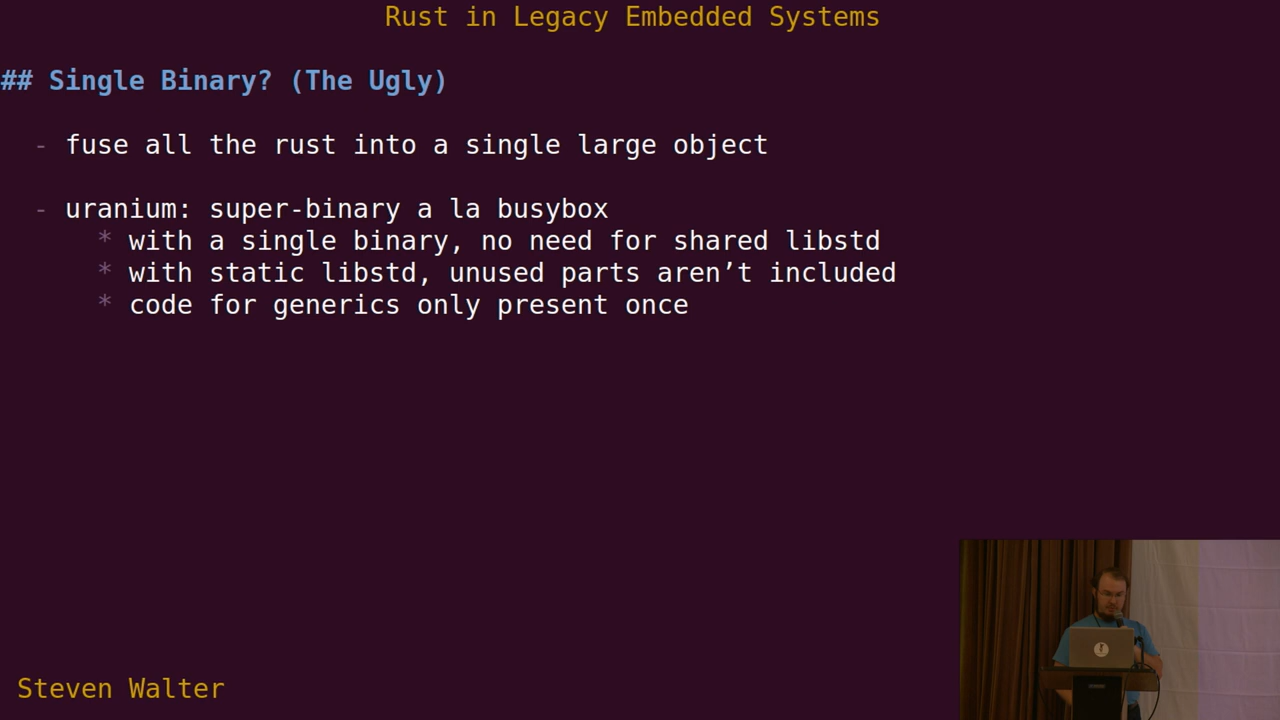 Rust in Legacy Embedded Systems
## Single Binary? (The Ugly)
- fuse all the rust into a single large object
- uranium: super-binary a la busybox
* with a single binary, no need for shared libstd
* with static libstd, unused parts aren’t included
* code for generics only present once
Steven Walter